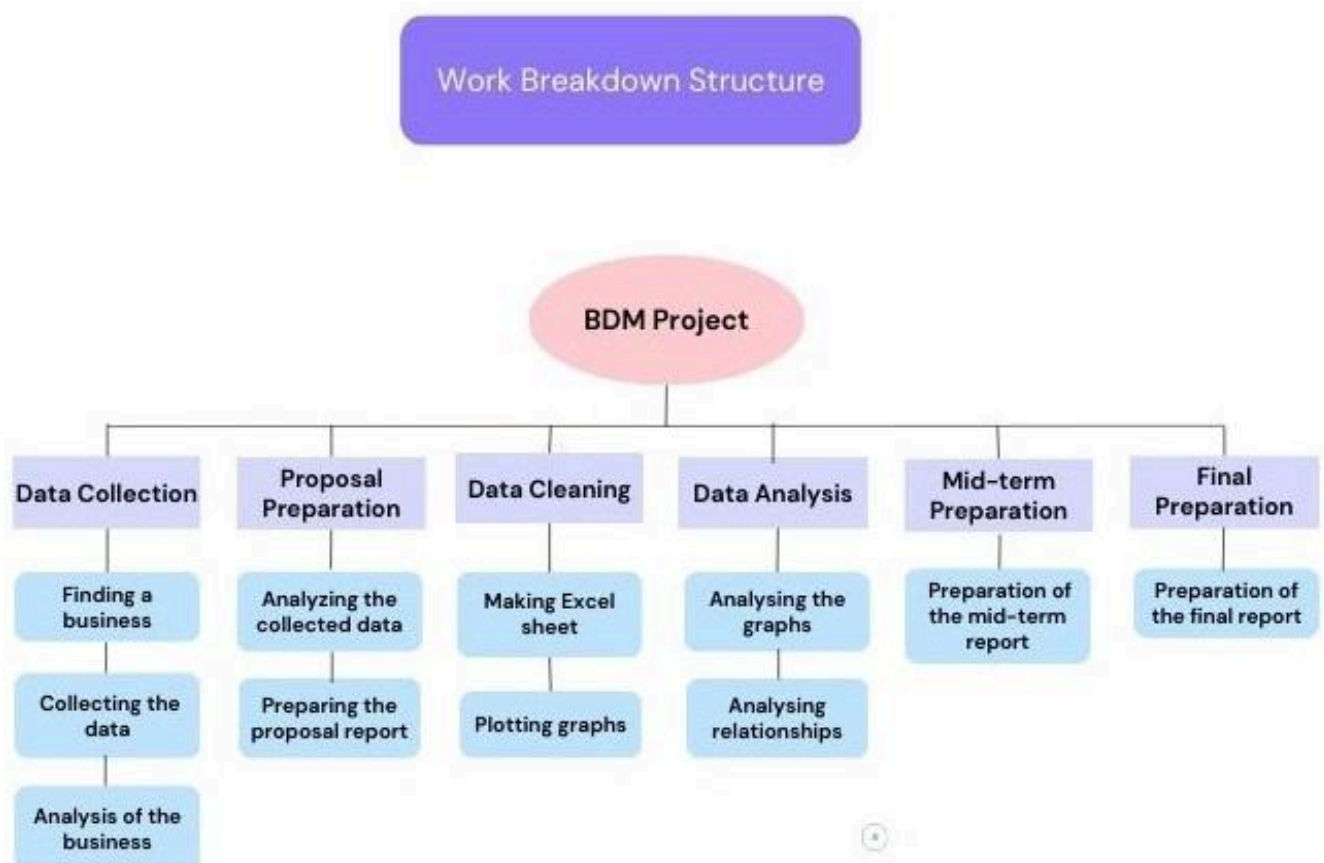 Work Breakdown Structure
BDM Project
Data Collection
Finding a
business
Collecting the
data
Analysis of the
business
Proposal
Preparation
Analyzing the
collected data
Preparing the
proposal report
Data Cleaning
Making Excel
sheet
Plotting graphs
Data Analysis
Analysing the
graphs
Analysing
relationships
Mid-term
Preparation
Preparation of
the mid-term
report
Final
Preparation
Preparation of
the final report